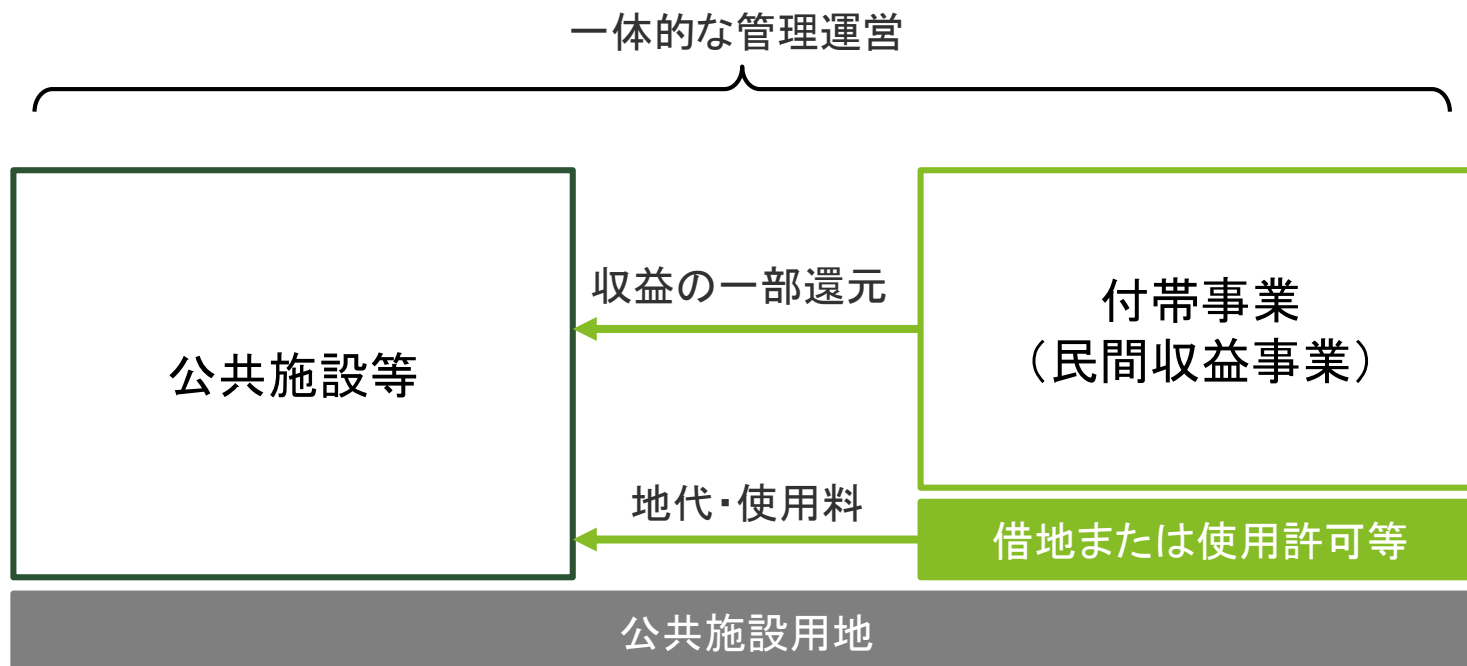 一体的な管理運営
公共施設等
収益の一部還元
地代・使用料
付帯事業
（民間収益事業）
借地または使用許可等
公共施設用地